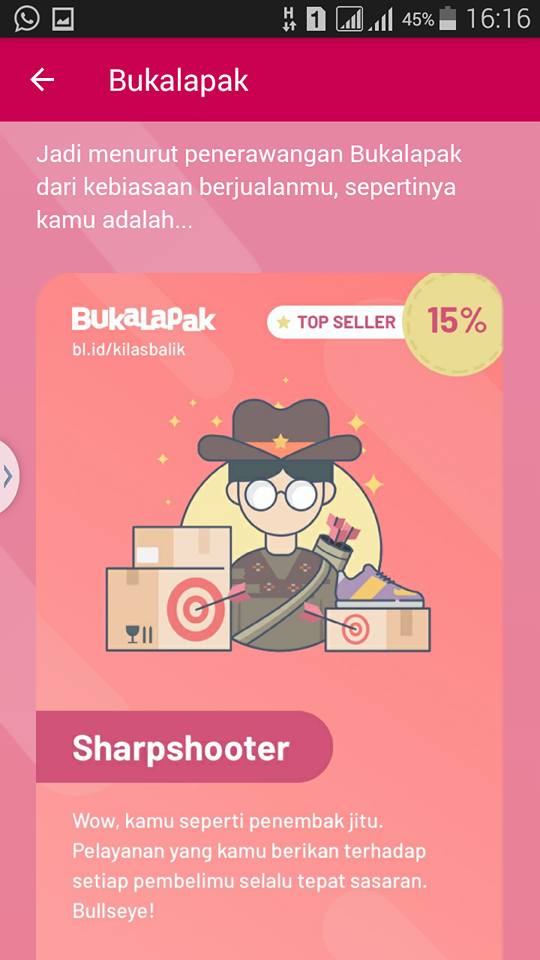 H 1 45% 16:16
Bukalapak
Jadi menurut penerawangan Bukalapak
dari kebiasaan berjualanmu, sepertinya
kamu adalah...
BukaLapak
TOP SELLER 15%
bl.id/kilasbalik
Sharpshooter
Wow, kamu seperti penembak jitu.
Pelayanan yang kamu berikan terhadap
setiap pembelimu selalu tepat sasaran.
Bullseye!